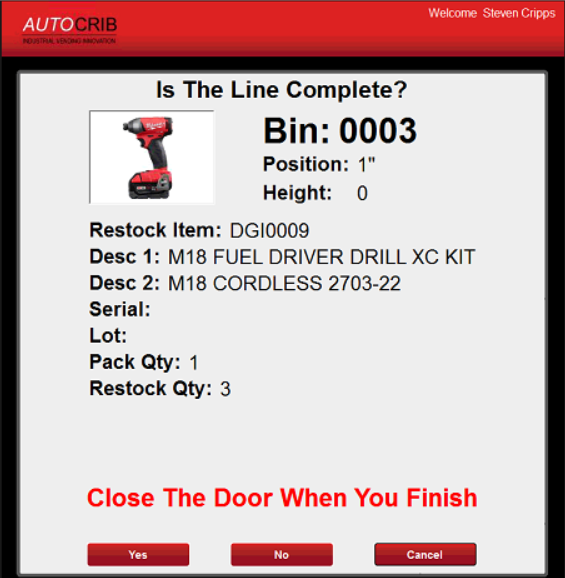 Welcome Steven Cripps
AUTOCRIB
INDUSTRIAL VENDING INNOVATION
Is The Line Complete?
Bin: 0003
Position: 1"
Height: 0
Restock Item: DGI0009
Desc 1: M18 FUEL DRIVER DRILL XC KIT
Desc 2: M18 CORDLESS 2703-22
Serial:
Lot:
Pack Qty: 1
Restock Qty: 3
Close The Door When You Finish
Yes No Cancel